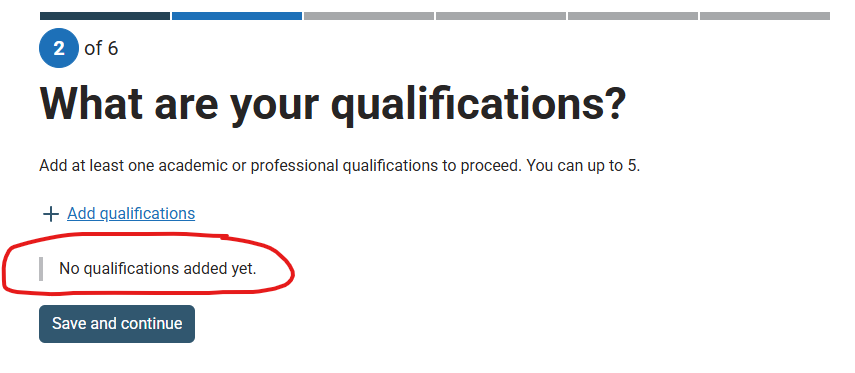 2 of 6
What are your qualifications?
Add at least one academic or professional qualifications to proceed. You can up to 5.
+ Add qualifications
No qualifications added yet.
Save and continue